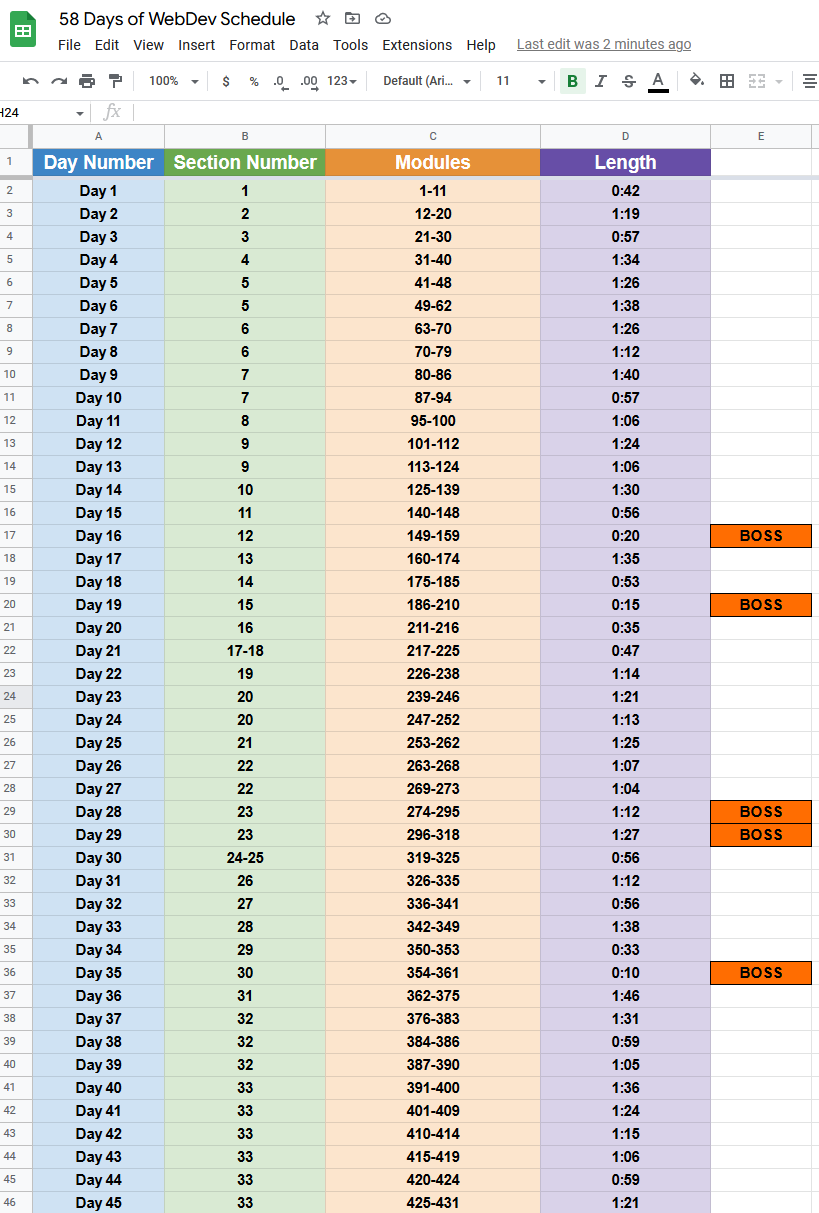 58 Days of WebDev Schedule
File Edit View Insert Format Data Tools Extensions Help Last edit was 2 minutes ago
100% $ % .0 .00 123 Default (Ari... 11 B I S A
H24 fx
A B C D E
1 Day Number Section Number Modules Length
2 Day 1 1 1-11 0:42
3 Day 2 2 12-20 1:19
4 Day 3 3 21-30 0:57
5 Day 4 4 31-40 1:34
6 Day 5 5 41-48 1:26
7 Day 6 5 49-62 1:38
8 Day 7 6 63-70 1:26
9 Day 8 6 70-79 1:12
10 Day 9 7 80-86 1:40
11 Day 10 7 87-94 0:57
12 Day 11 8 95-100 1:06
13 Day 12 9 101-112 1:24
14 Day 13 9 113-124 1:06
15 Day 14 10 125-139 1:30
16 Day 15 11 140-148 0:56
17 Day 16 12 149-159 0:20 BOSS
18 Day 17 13 160-174 1:35
19 Day 18 14 175-185 0:53
20 Day 19 15 186-210 0:15 BOSS
21 Day 20 16 211-216 0:35
22 Day 21 17-18 217-225 0:47
23 Day 22 19 226-238 1:14
24 Day 23 20 239-246 1:21
25 Day 24 20 247-252 1:13
26 Day 25 21 253-262 1:25
27 Day 26 22 263-268 1:07
28 Day 27 22 269-273 1:04
29 Day 28 23 274-295 1:12 BOSS
30 Day 29 23 296-318 1:27 BOSS
31 Day 30 24-25 319-325 0:56
32 Day 31 26 326-335 1:12
33 Day 32 27 336-341 0:56
34 Day 33 28 342-349 1:38
35 Day 34 29 350-353 0:33
36 Day 35 30 354-361 0:10 BOSS
37 Day 36 31 362-375 1:46
38 Day 37 32 376-383 1:31
39 Day 38 32 384-386 0:59
40 Day 39 32 387-390 1:05
41 Day 40 33 391-400 1:36
42 Day 41 33 401-409 1:24
43 Day 42 33 410-414 1:15
44 Day 43 33 415-419 1:06
45 Day 44 33 420-424 0:59
46 Day 45 33 425-431 1:21